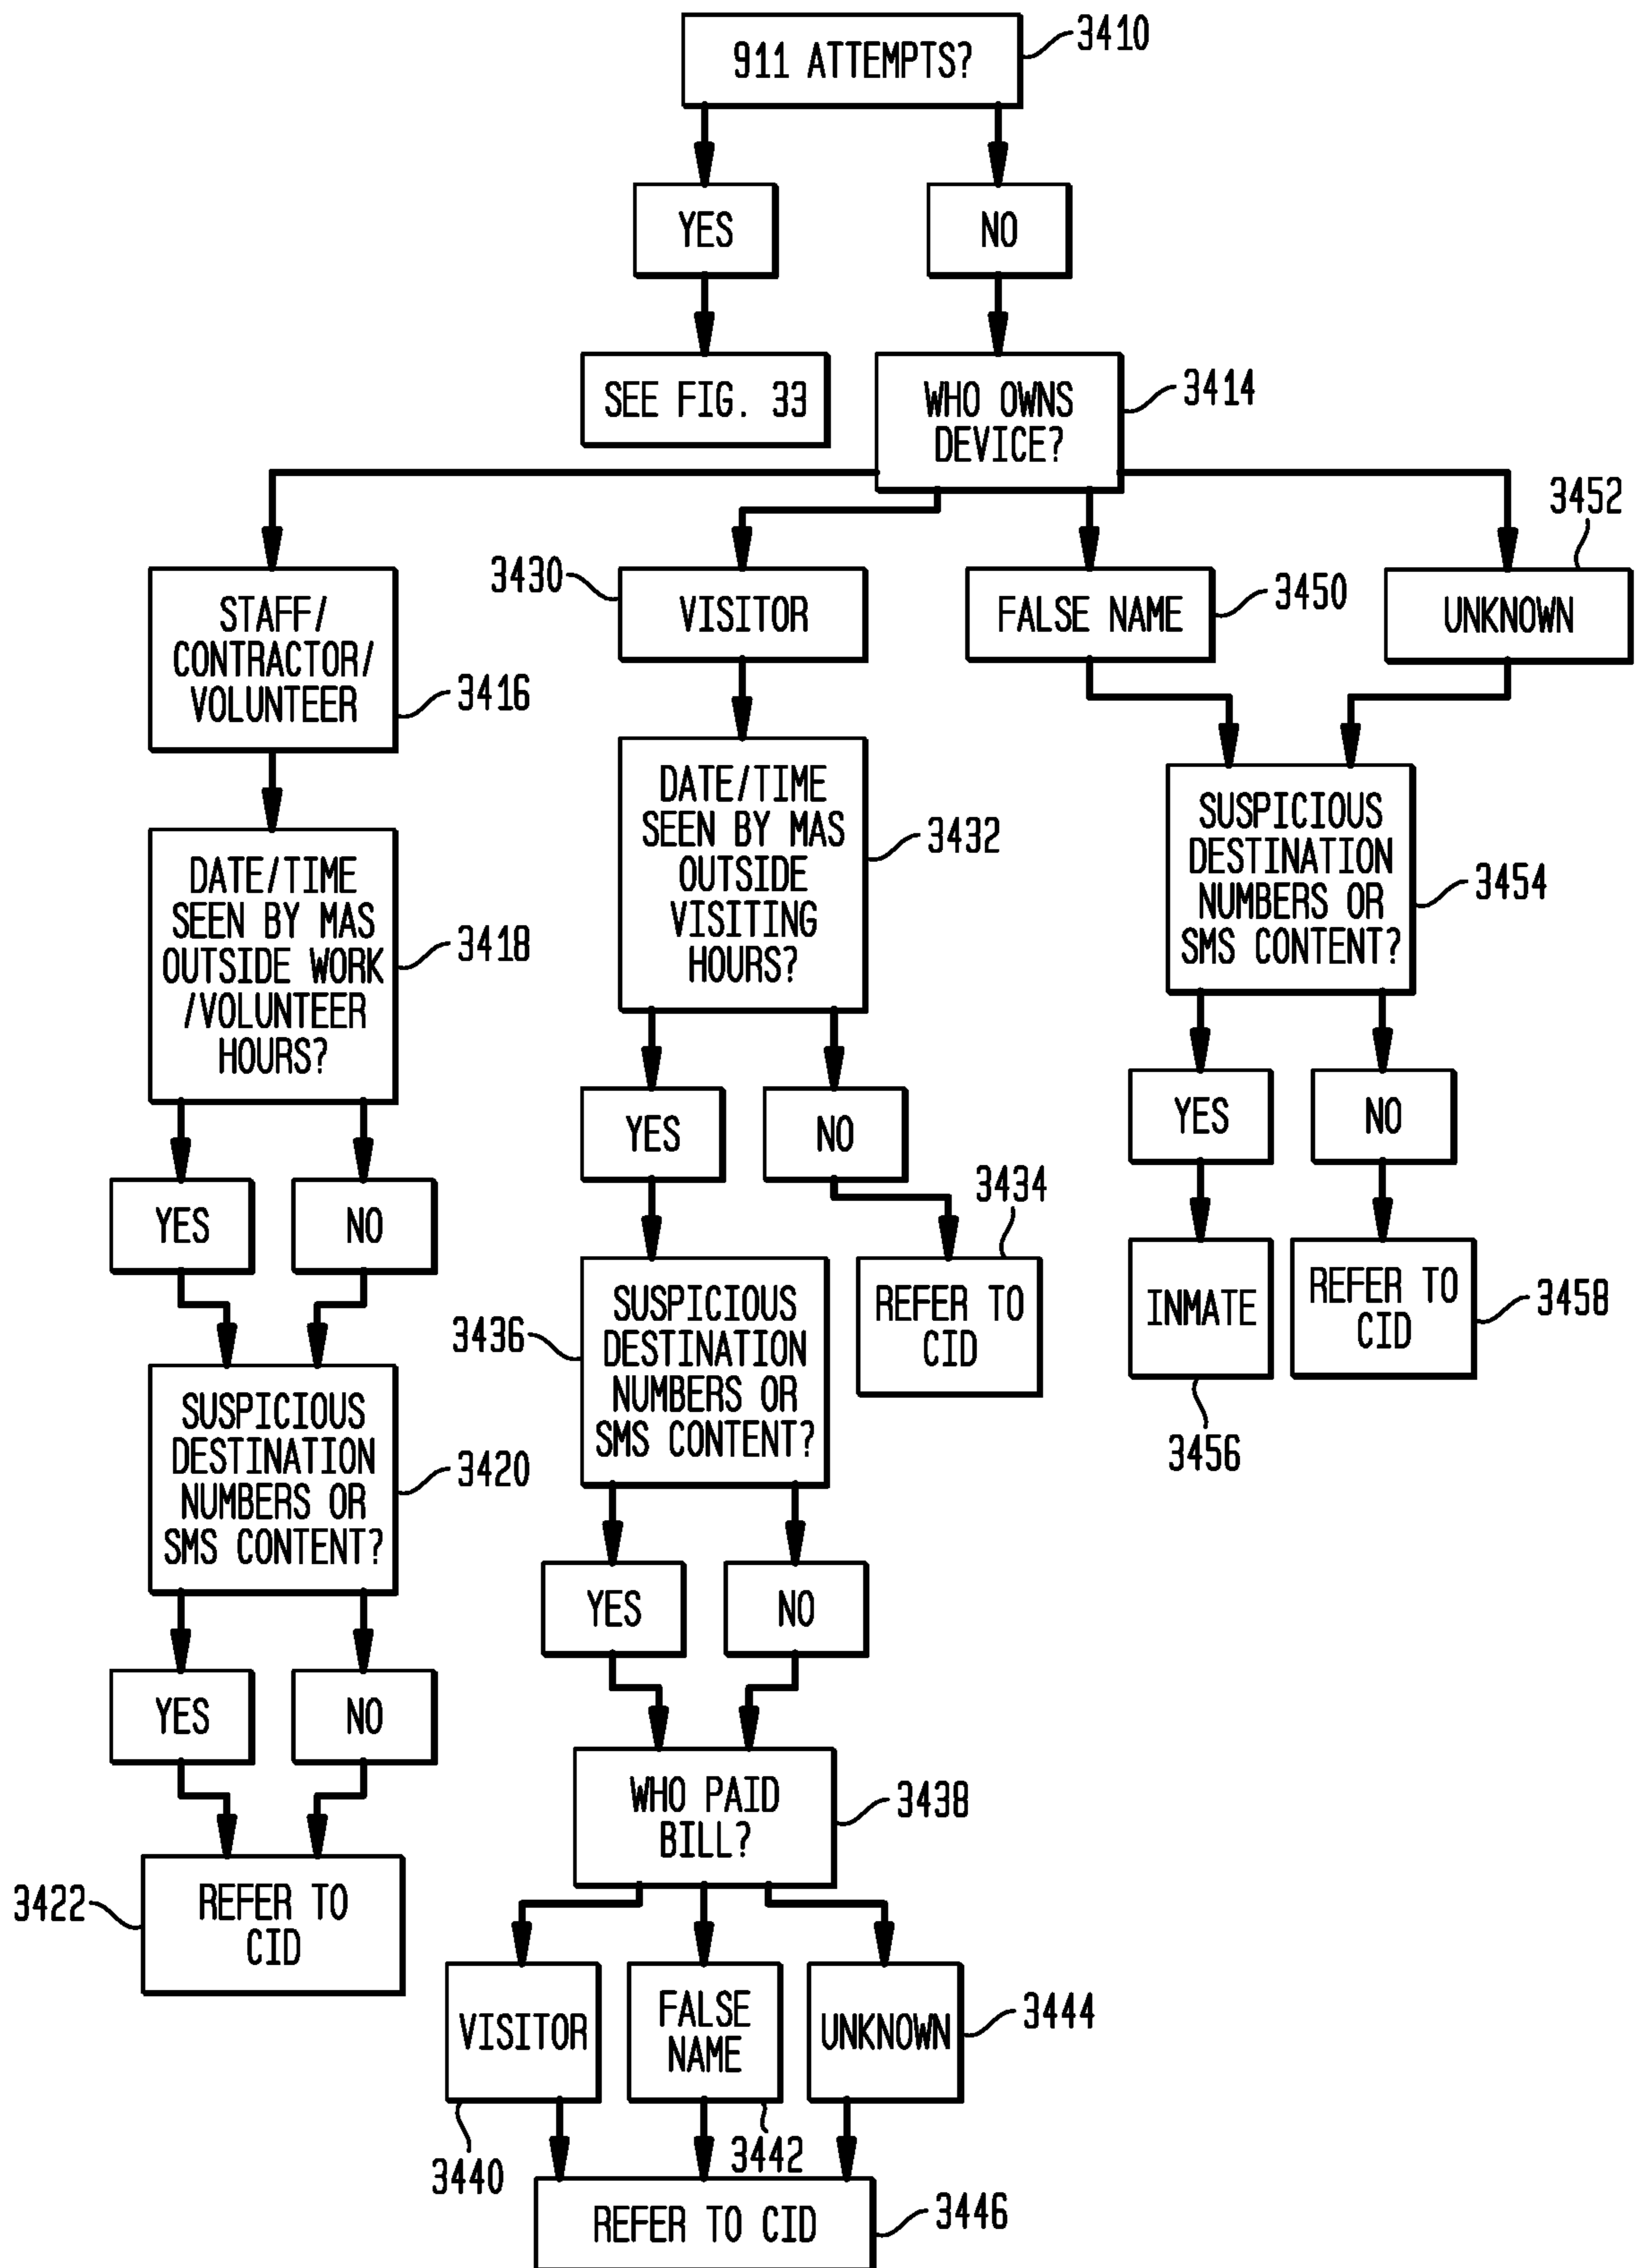 911 ATTEMPTS?
3410
YES
NO
SEE FIG. 33
WHO OWNS
DEVICE?
3414
STAFF/
CONTRACTOR/
VOLUNTEER
3416
3430
VISITOR
FALSE NAME
3450
3452
UNKNOWN
DATE/TIME
SEEN BY MAS
OUTSIDE WORK
/VOLUNTEER
HOURS?
3418
DATE/TIME
SEEN BY MAS
OUTSIDE
VISITING
HOURS?
3432
SUSPICIOUS
DESTINATION
NUMBERS OR
SMS CONTENT?
3454
YES
NO
YES
NO
YES
NO
3434
REFER TO
CID
INMATE
3456
REFER TO
CID
3458
SUSPICIOUS
DESTINATION
NUMBERS OR
SMS CONTENT?
3420
3436
SUSPICIOUS
DESTINATION
NUMBERS OR
SMS CONTENT?
YES
NO
YES
NO
3422
REFER TO
CID
WHO PAID
BILL?
3438
VISITOR
3440
FALSE
NAME
3442
UNKNOWN
3444
REFER TO CID
3446